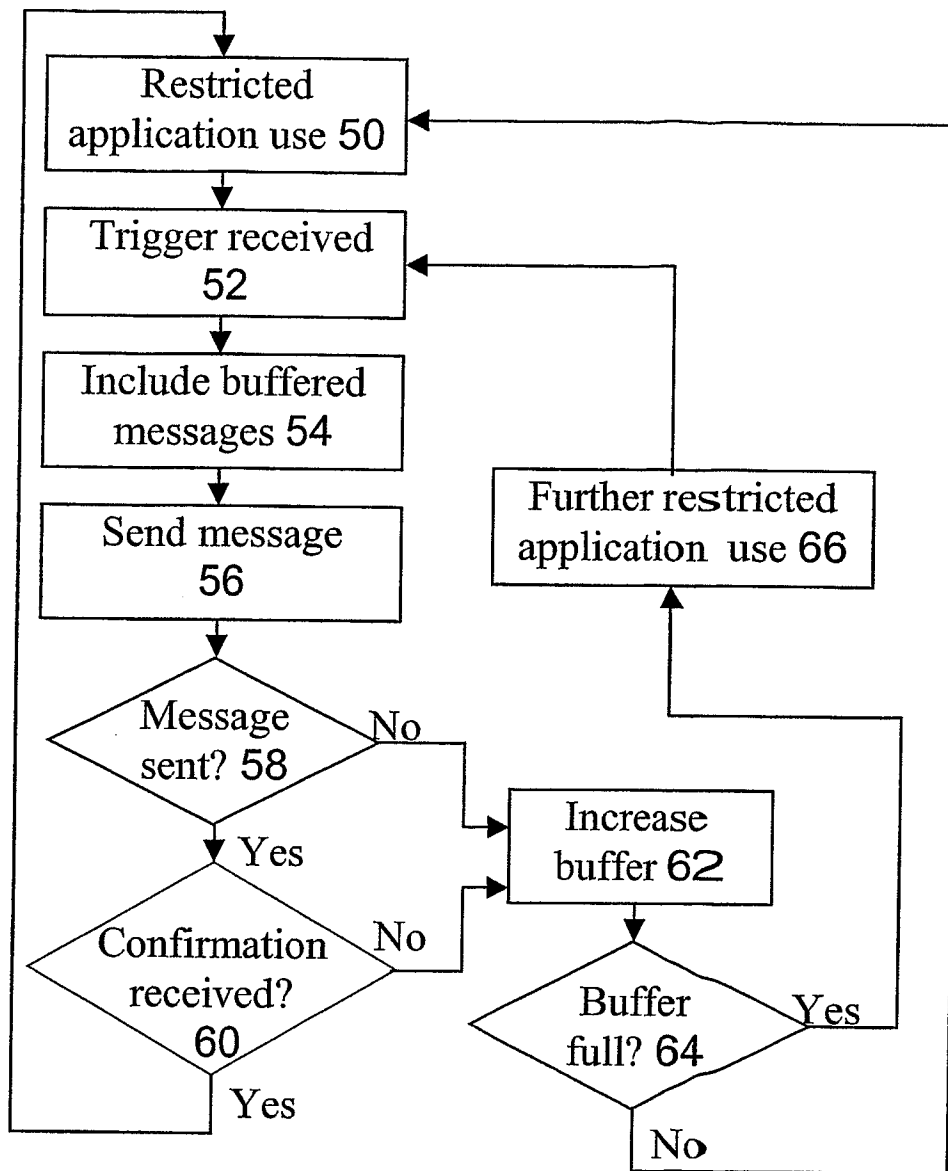 Restricted
application use 50
Trigger received
52
Include buffered
messages 54
Send message
56
Message
sent? 58
No
Yes
Confirmation
received?
60
No
Yes
Increase
buffer 62
Buffer
full? 64
Yes
No
Further restricted
application use 66